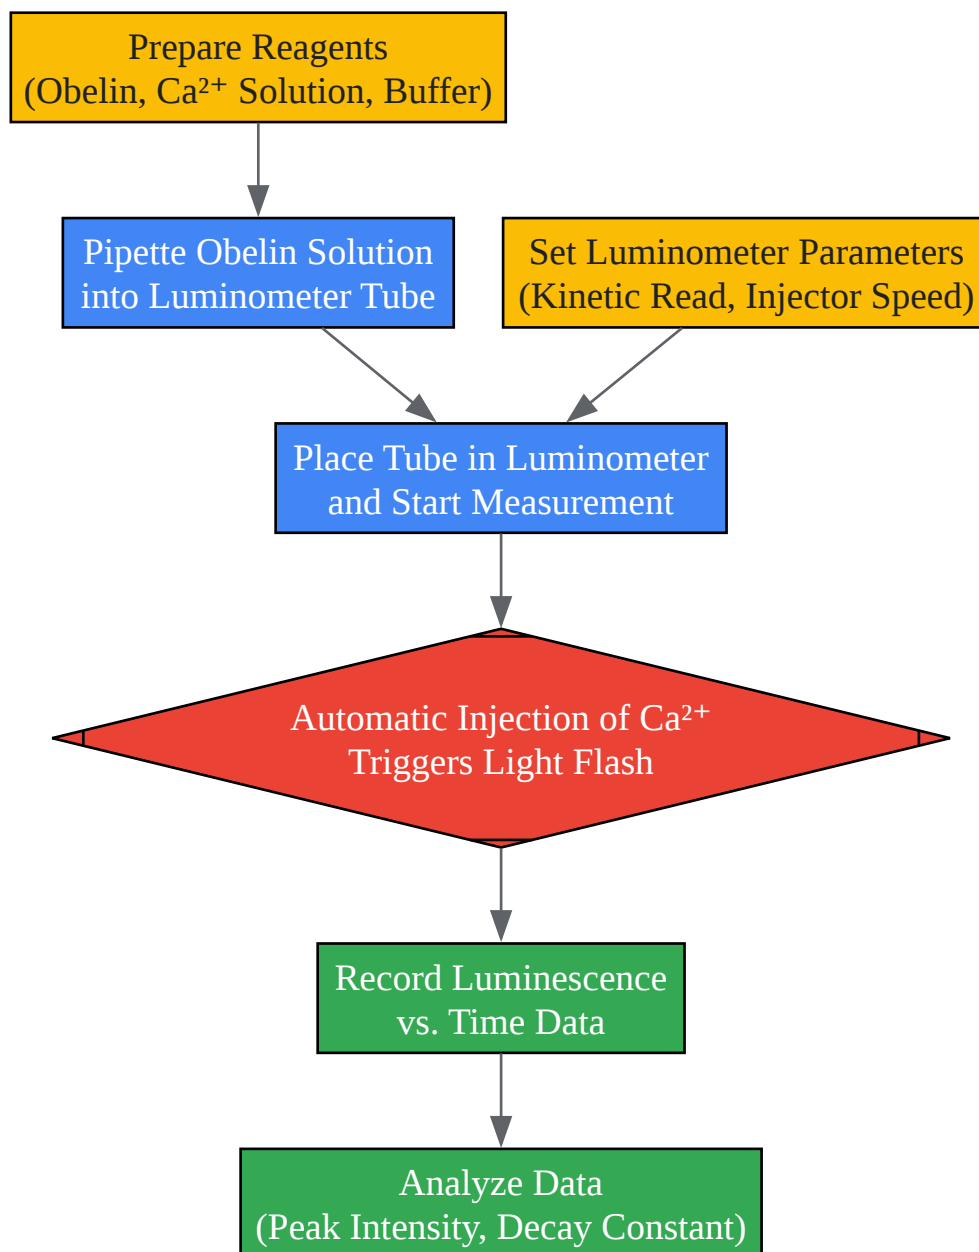 Prepare Reagents
(Obelin, Ca²⁺ Solution, Buffer)
Pipette Obelin Solution
into Luminometer Tube
Set Luminometer Parameters
(Kinetic Read, Injector Speed)
Place Tube in Luminometer
and Start Measurement
Automatic Injection of Ca²⁺
Triggers Light Flash
Record Luminescence
vs. Time Data
Analyze Data
(Peak Intensity, Decay Constant)